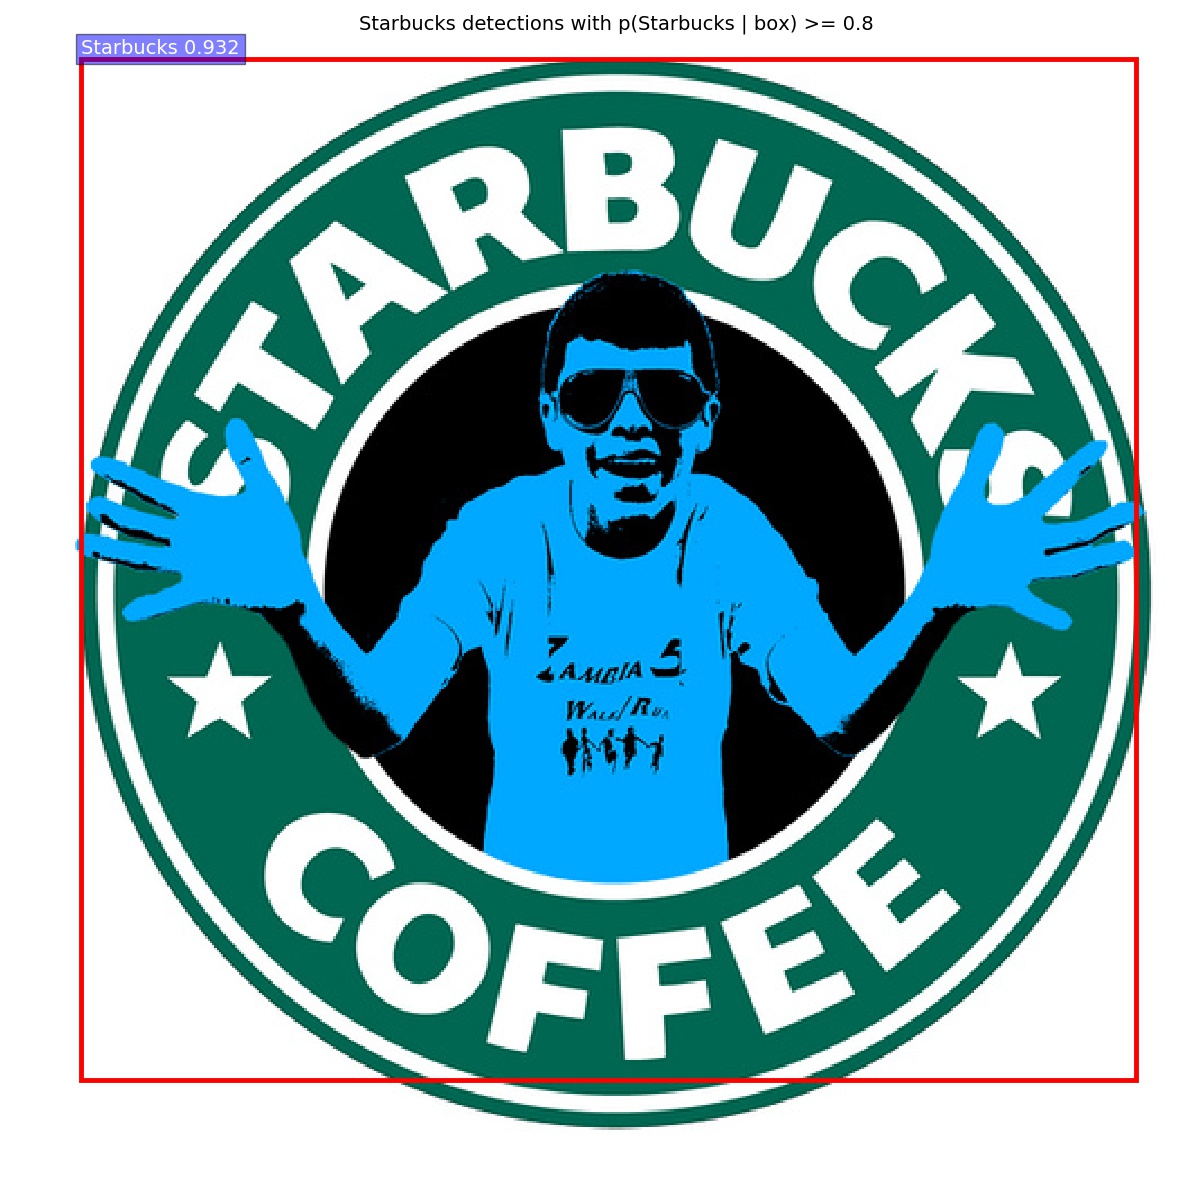 Starbucks detections with p(Starbucks | box) >= 0.8
Starbucks 0.932
STARBUCKS
ZAMBIA 5
WALK/RUN
COFFEE